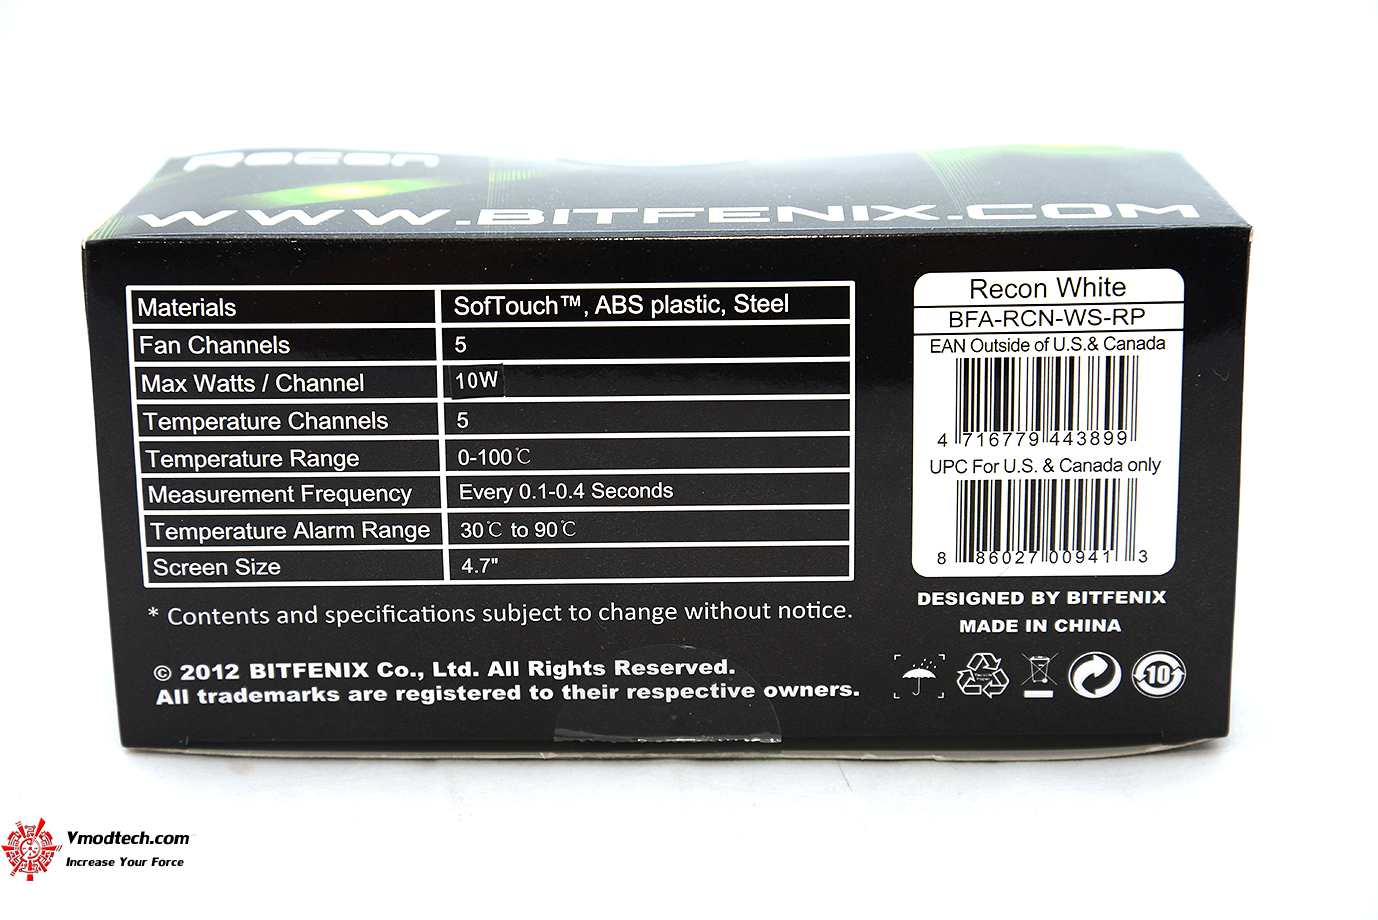 Recon
WWW.BITFENIX.COM
Materials SofTouch™, ABS plastic, Steel
Fan Channels 5
Max Watts / Channel 10W
Temperature Channels 5
Temperature Range 0-100℃
Measurement Frequency Every 0.1-0.4 Seconds
Temperature Alarm Range 30℃ to 90℃
Screen Size 4.7"
* Contents and specifications subject to change without notice.
© 2012 BITFENIX Co., Ltd. All Rights Reserved.
All trademarks are registered to their respective owners.
Recon White
BFA-RCN-WS-RP
EAN Outside of U.S.& Canada
4 716779 443899
UPC For U.S. & Canada only
8 86027 00941 3
DESIGNED BY BITFENIX
MADE IN CHINA
10
Vmodtech.com
Increase Your Force